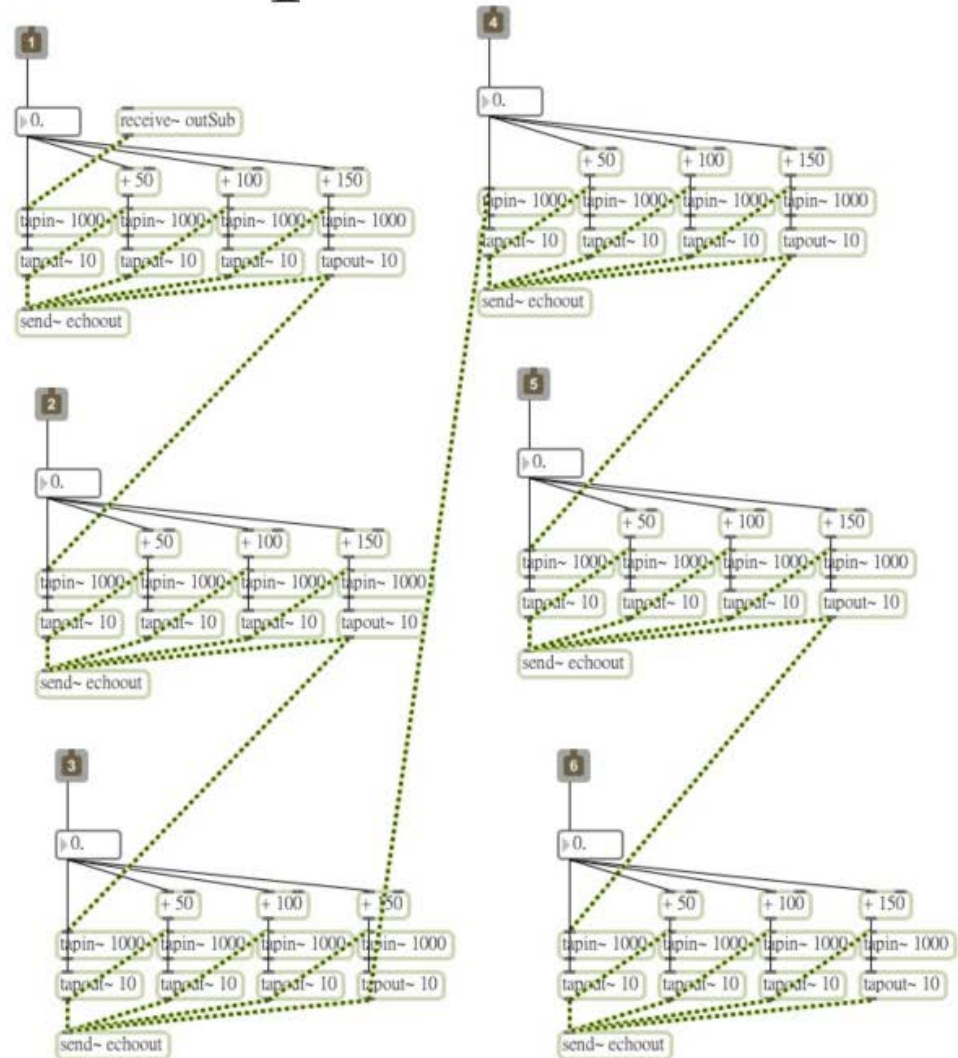 1
0.
receive~ outSub
+ 50
+ 100
+ 150
tapin~ 1000
tapin~ 1000
tapin~ 1000
tapin~ 1000
tapout~ 10
tapout~ 10
tapout~ 10
tapout~ 10
send~ echoout
2
0.
+ 50
+ 100
+ 150
tapin~ 1000
tapin~ 1000
tapin~ 1000
tapin~ 1000
tapout~ 10
tapout~ 10
tapout~ 10
tapout~ 10
send~ echoout
3
0.
+ 50
+ 100
+ 150
tapin~ 1000
tapin~ 1000
tapin~ 1000
tapin~ 1000
tapout~ 10
tapout~ 10
tapout~ 10
tapout~ 10
send~ echoout
4
0.
+ 50
+ 100
+ 150
tapin~ 1000
tapin~ 1000
tapin~ 1000
tapin~ 1000
tapout~ 10
tapout~ 10
tapout~ 10
tapout~ 10
send~ echoout
5
0.
+ 50
+ 100
+ 150
tapin~ 1000
tapin~ 1000
tapin~ 1000
tapin~ 1000
tapout~ 10
tapout~ 10
tapout~ 10
tapout~ 10
send~ echoout
6
0.
+ 50
+ 100
+ 150
tapin~ 1000
tapin~ 1000
tapin~ 1000
tapin~ 1000
tapout~ 10
tapout~ 10
tapout~ 10
tapout~ 10
send~ echoout